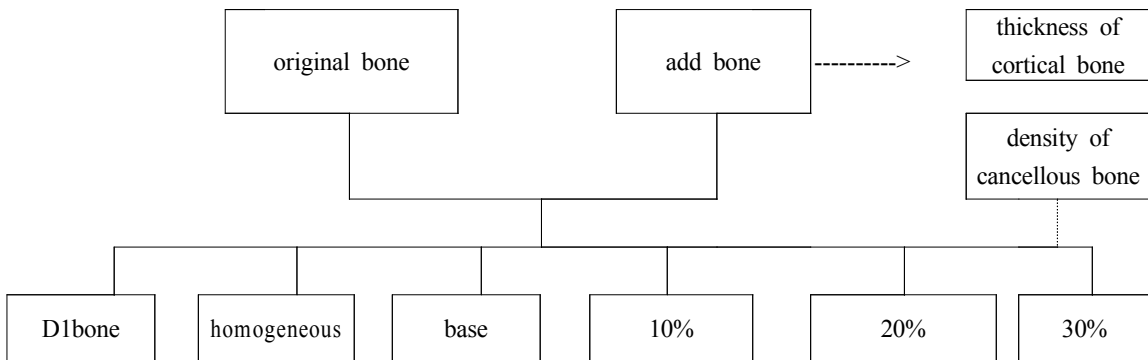 original bone
add bone
---------->
thickness of
cortical bone
density of
cancellous bone
D1bone
homogeneous
base
10%
20%
30%